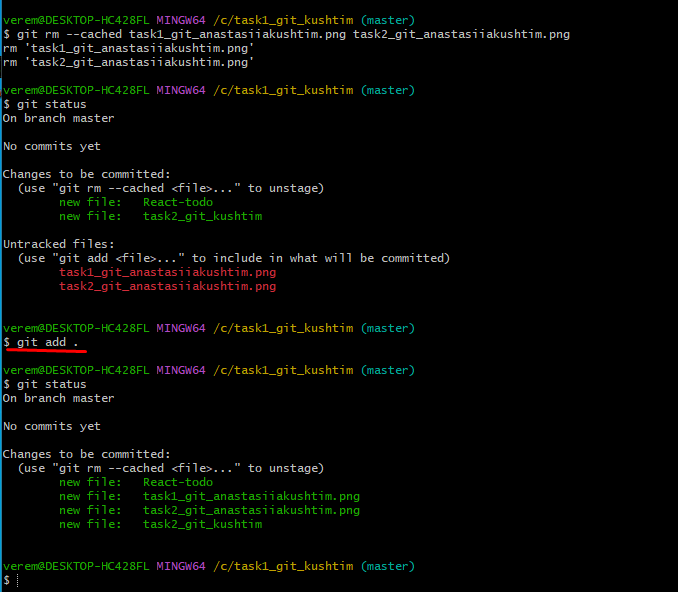 verem@DESKTOP-HC428FL MINGW64 /c/task1_git_kushtim (master)
$ git rm --cached task1_git_anastasiiakushtim.png task2_git_anastasiiakushtim.png
rm 'task1_git_anastasiiakushtim.png'
rm 'task2_git_anastasiiakushtim.png'

verem@DESKTOP-HC428FL MINGW64 /c/task1_git_kushtim (master)
$ git status
On branch master

No commits yet

Changes to be committed:
  (use "git rm --cached <file>..." to unstage)
        new file:   React-todo
        new file:   task2_git_kushtim

Untracked files:
  (use "git add <file>..." to include in what will be committed)
        task1_git_anastasiiakushtim.png
        task2_git_anastasiiakushtim.png

verem@DESKTOP-HC428FL MINGW64 /c/task1_git_kushtim (master)
$ git add .

verem@DESKTOP-HC428FL MINGW64 /c/task1_git_kushtim (master)
$ git status
On branch master

No commits yet

Changes to be committed:
  (use "git rm --cached <file>..." to unstage)
        new file:   React-todo
        new file:   task1_git_anastasiiakushtim.png
        new file:   task2_git_anastasiiakushtim.png
        new file:   task2_git_kushtim

verem@DESKTOP-HC428FL MINGW64 /c/task1_git_kushtim (master)
$